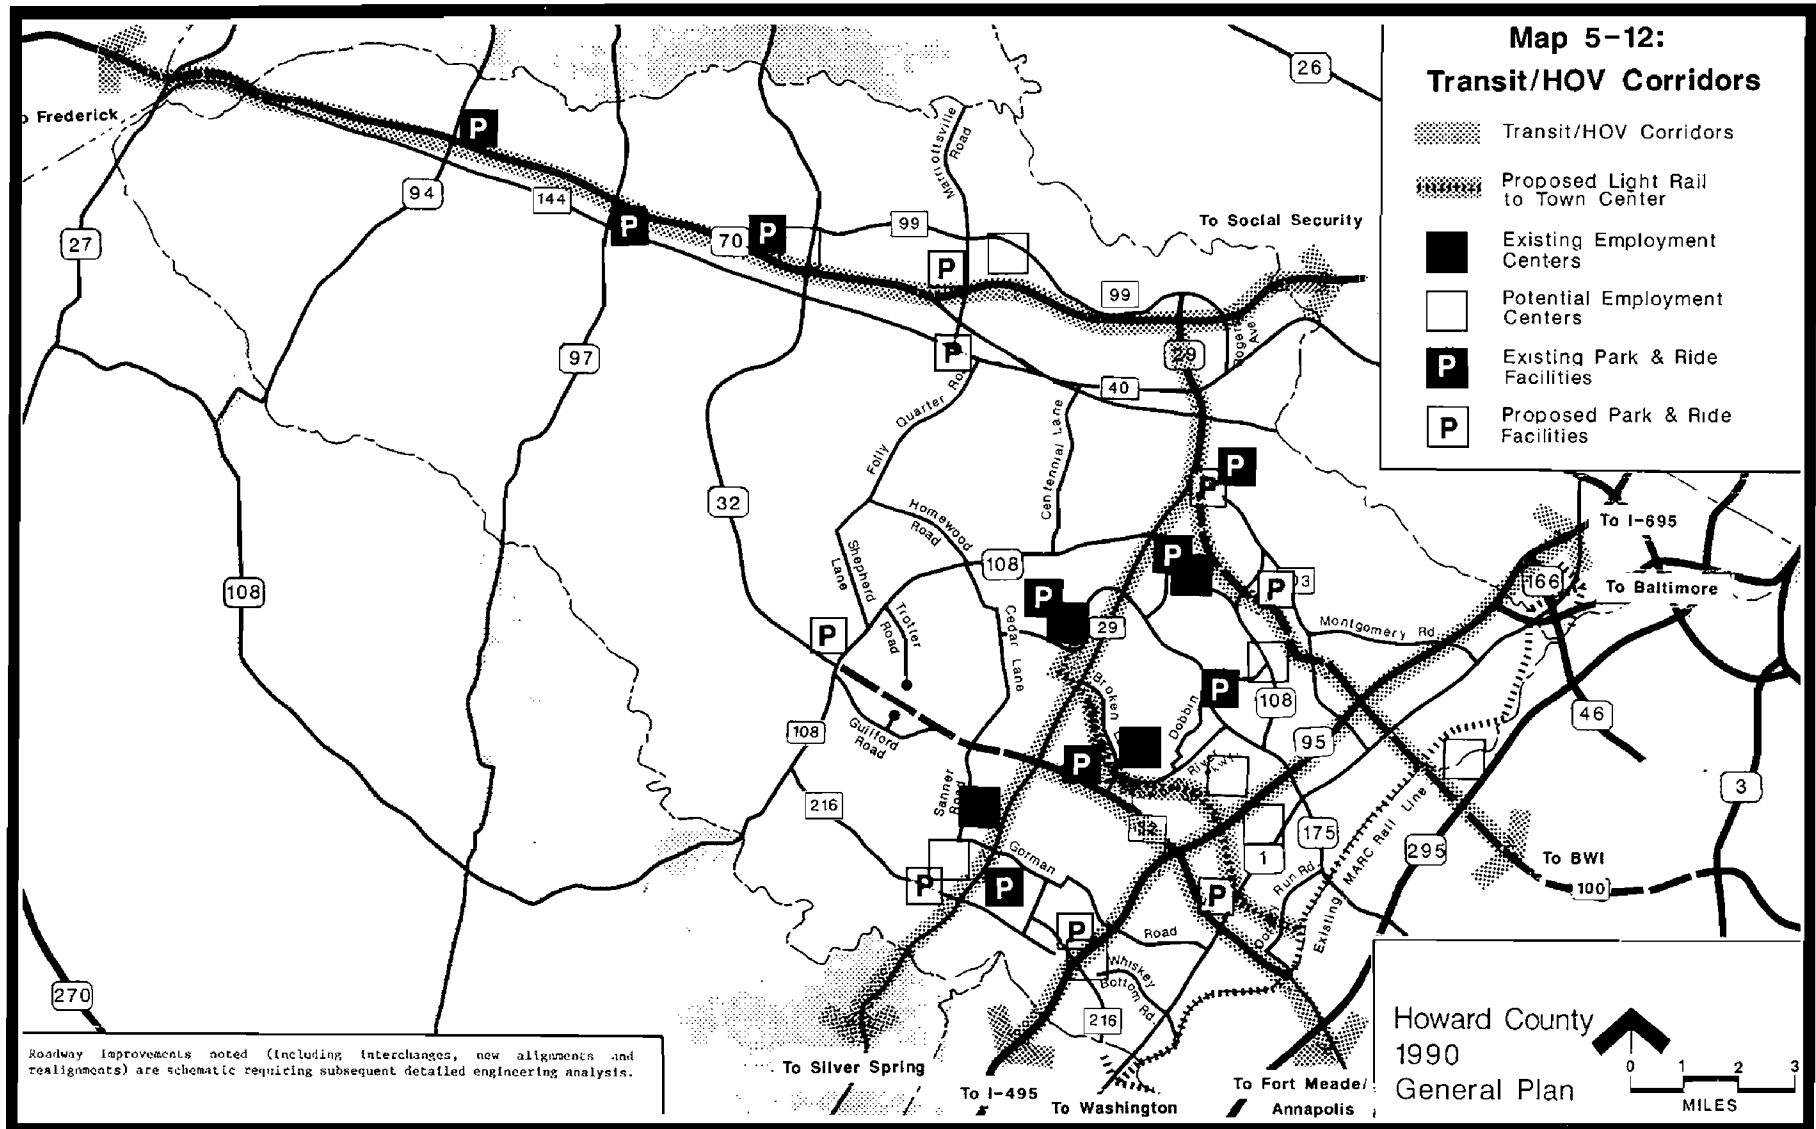 Map 5-12:
Transit/HOV Corridors
Transit/HOV Corridors
Proposed Light Rail
to Town Center
Existing Employment
Centers
Potential Employment
Centers
P
Existing Park & Ride
Facilities
P
Proposed Park & Ride
Facilities
26
Frederick
P
Marriottsville
Road
94
144
P
P
70
99
To Social Security
27
P
99
97
P
29
Rogers
Ave
40
Folly Quarter
Centennial Lane
32
P
P
To I-695
Homewood
Road
Shepherd
Lane
108
P
166
To Baltimore
108
P
P
Trotter
Road
Cedar Lane
29
Montgomery Rd
P
Broken
Dobbin
P
108
46
108
Guilford
Road
95
P
River
3
216
Sanner
Road
32
175
Existing MARC Rail Line
295
1
Gorman
Run Rd
To BWI
100
P
P
P
P
Road
Whiskey
Bottom
Rd
270
216
To Silver Spring
To I-495
To Washington
To Fort Meade/
Annapolis
Roadway improvements noted (including interchanges, new alignments and
realignments) are schematic requiring subsequent detailed engineering analysis.
Howard County
1990
General Plan
0 1 2 3
MILES